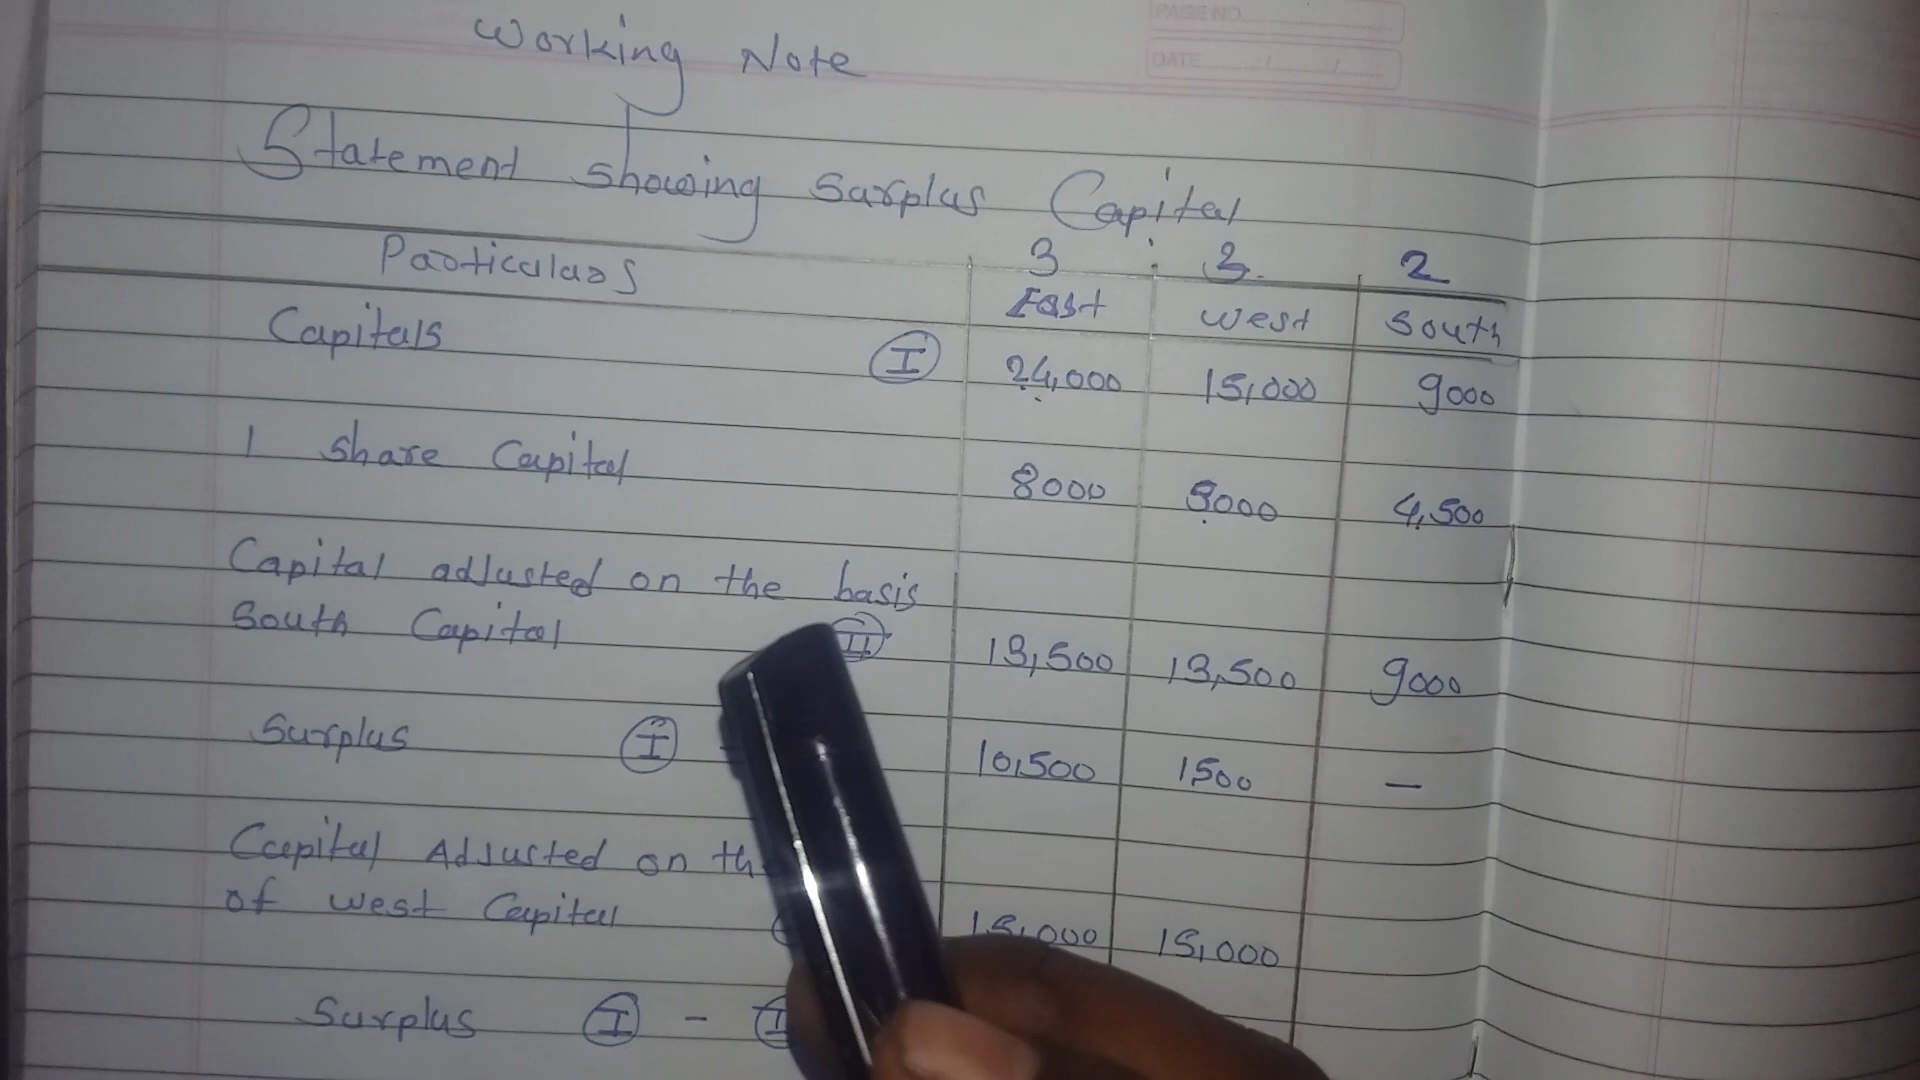 PAGE NO.
DATE / /
Working Note
Statement showing surplus Capital
Particulars 3 : 3 2
East West South
Capitals I 24,000 15,000 9000
1 share Capital 8000 5000 4,500
Capital adjusted on the basis
South Capital II 13,500 13,500 9000
Surplus I - 10,500 1500 —
Capital Adjusted on
of west Capital 15,000 15,000
Surplus I -